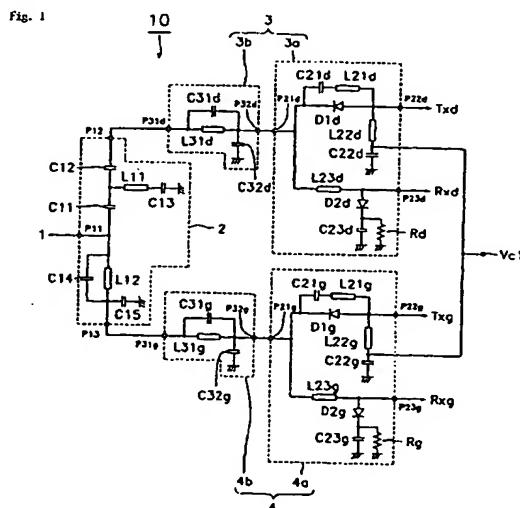 Fig. 1
10
3
3b 3a
C21d L21d
P31d C31d P32d P21d P22d
Txd
D1d
P12
L31d
L22d
C32d
C22d
C12
L11
L23d
Rxd
P23d
C11 C13
D2d
1 P11
2
C23d
Rd
Vc1
C14
L12
C15
C21g L21g
P13
C31g P32g P21g P22g
Txg
P31g
L31g
D1g
L22g
C22g
C32g
L23g
Rxg
P23g
D2g
C23g
Rg
4b 4a
4